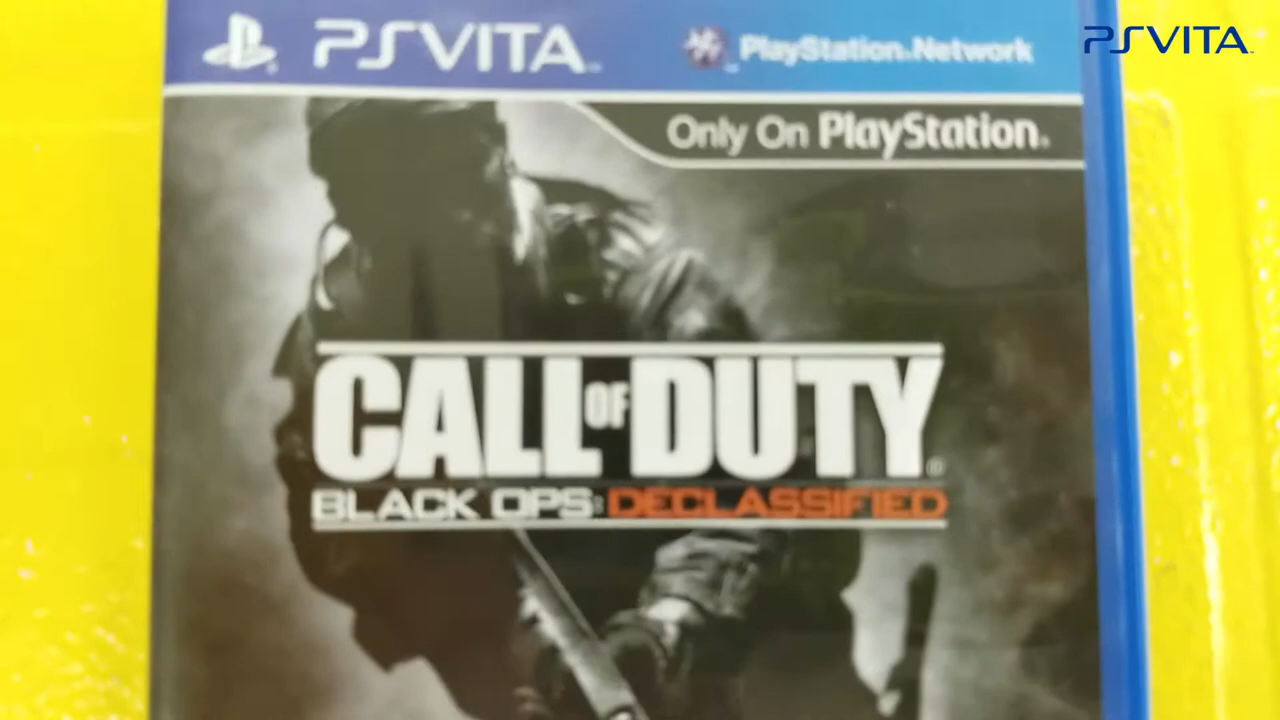 PSVITA
PlayStation Network
PSVITA
Only On PlayStation
CALL OF DUTY
BLACK OPS: DECLASSIFIED